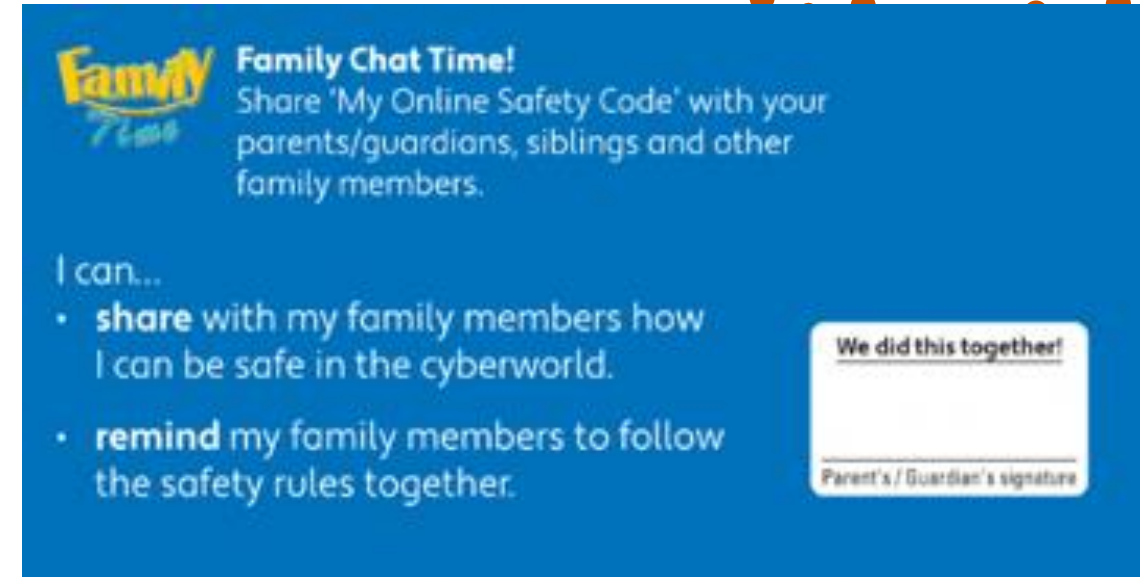 Family
Time
Family Chat Time!
Share 'My Online Safety Code' with your
parents/guardians, siblings and other
family members.
I can...
• share with my family members how
I can be safe in the cyberworld.
• remind my family members to follow
the safety rules together.
We did this together!
Parent's / Guardian's signature